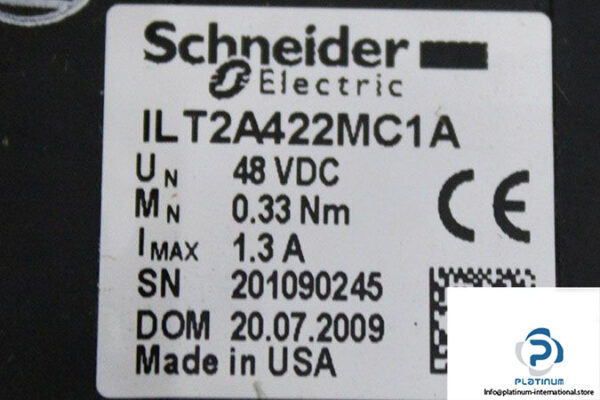 Schneider
Electric
ILT2A422MC1A
UN 48 VDC
MN 0.33 Nm
IMAX 1.3 A
SN 201090245
DOM 20.07.2009
Made in USA
CE
PLATINUM
Info@platinum-international.store